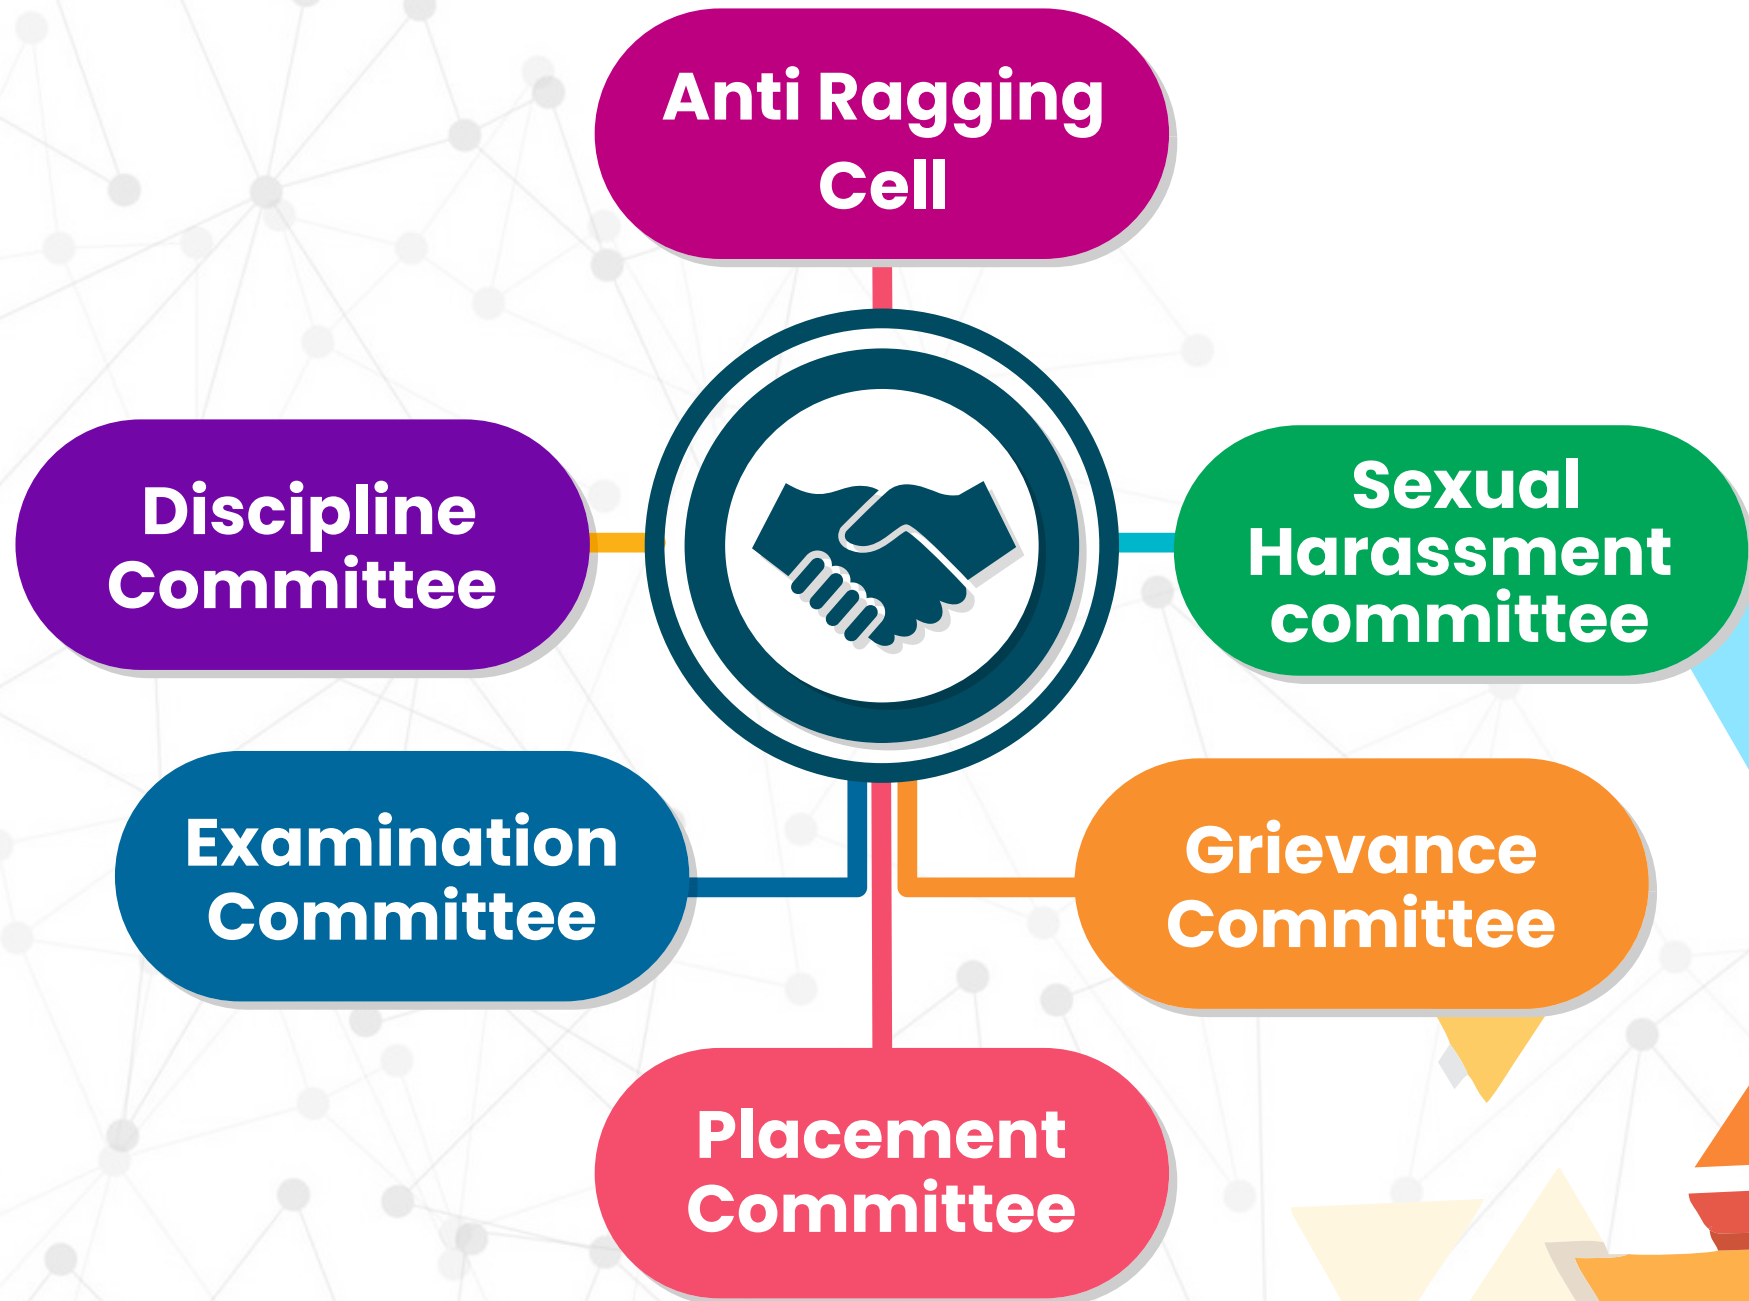 Anti Ragging
Cell
Discipline
Committee
Sexual
Harassment
committee
Examination
Committee
Grievance
Committee
Placement
Committee